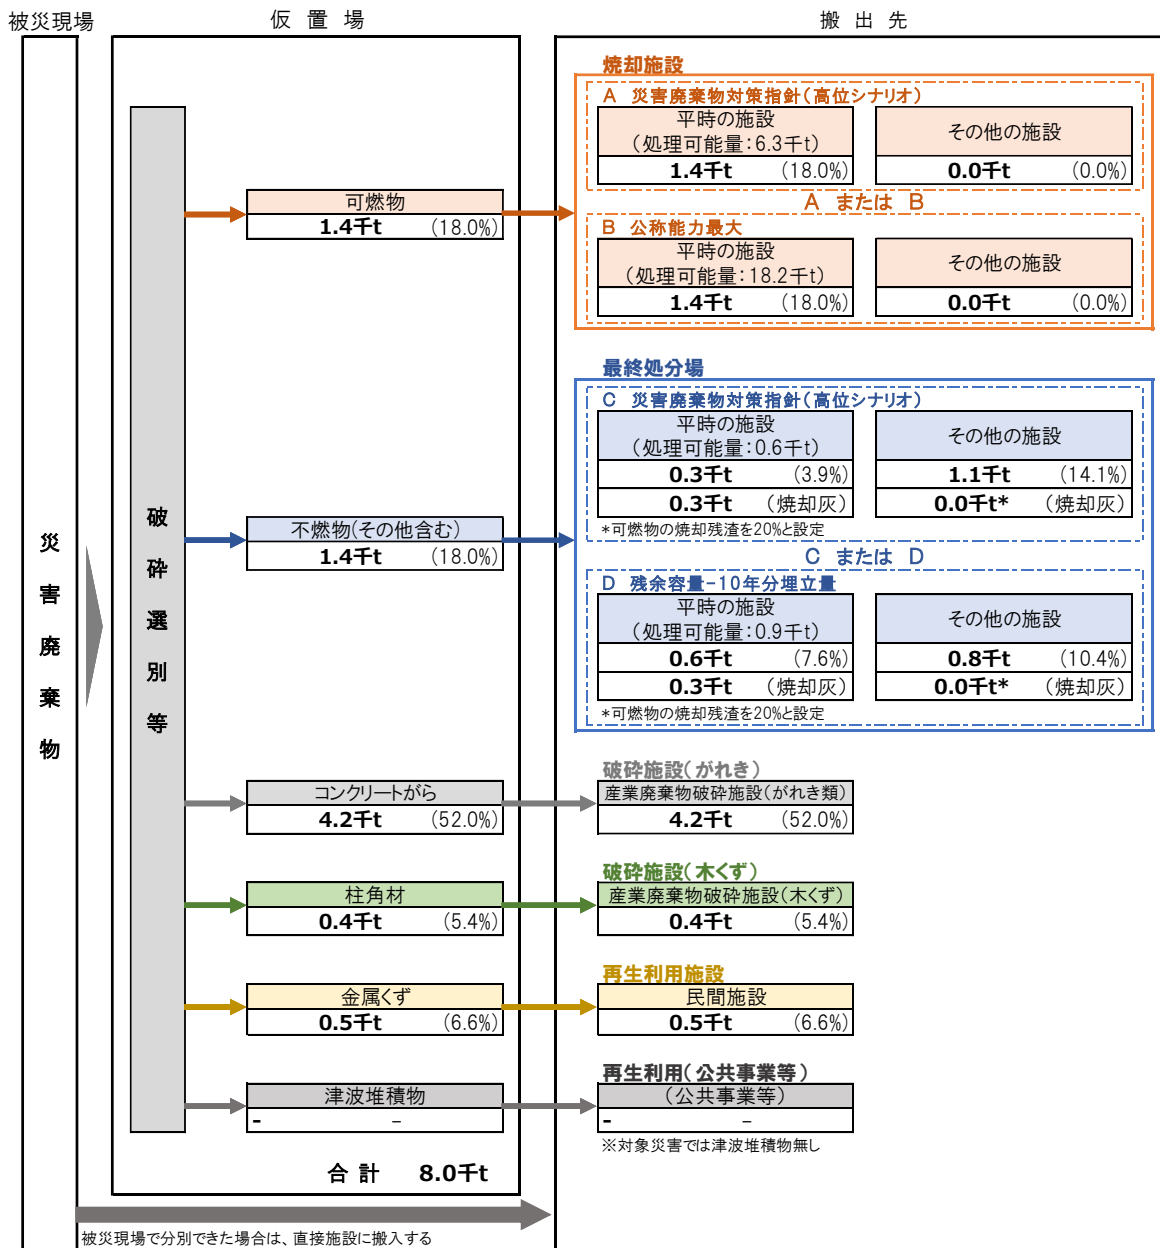 被災現場
仮 置 場
搬 出 先
災害廃棄物
破砕選別等
可燃物
1.4千t (18.0%)
焼却施設
A 災害廃棄物対策指針(高位シナリオ)
平時の施設
(処理可能量:6.3千t)
1.4千t (18.0%)
その他の施設
0.0千t (0.0%)
A または B
B 公称能力最大
平時の施設
(処理可能量:18.2千t)
1.4千t (18.0%)
その他の施設
0.0千t (0.0%)
不燃物(その他含む)
1.4千t (18.0%)
最終処分場
C 災害廃棄物対策指針(高位シナリオ)
平時の施設
(処理可能量:0.6千t)
0.3千t (3.9%)
0.3千t (焼却灰)
その他の施設
1.1千t (14.1%)
0.0千t* (焼却灰)
*可燃物の焼却残渣を20%と設定
C または D
D 残余容量-10年分埋立量
平時の施設
(処理可能量:0.9千t)
0.6千t (7.6%)
0.3千t (焼却灰)
その他の施設
0.8千t (10.4%)
0.0千t* (焼却灰)
*可燃物の焼却残渣を20%と設定
コンクリートがら
4.2千t (52.0%)
破砕施設(がれき)
産業廃棄物破砕施設(がれき類)
4.2千t (52.0%)
柱角材
0.4千t (5.4%)
破砕施設(木くず)
産業廃棄物破砕施設(木くず)
0.4千t (5.4%)
金属くず
0.5千t (6.6%)
再生利用施設
民間施設
0.5千t (6.6%)
津波堆積物
- -
再生利用(公共事業等)
(公共事業等)
- -
※対象災害では津波堆積物無し
合 計 8.0千t
被災現場で分別できた場合は、直接施設に搬入する